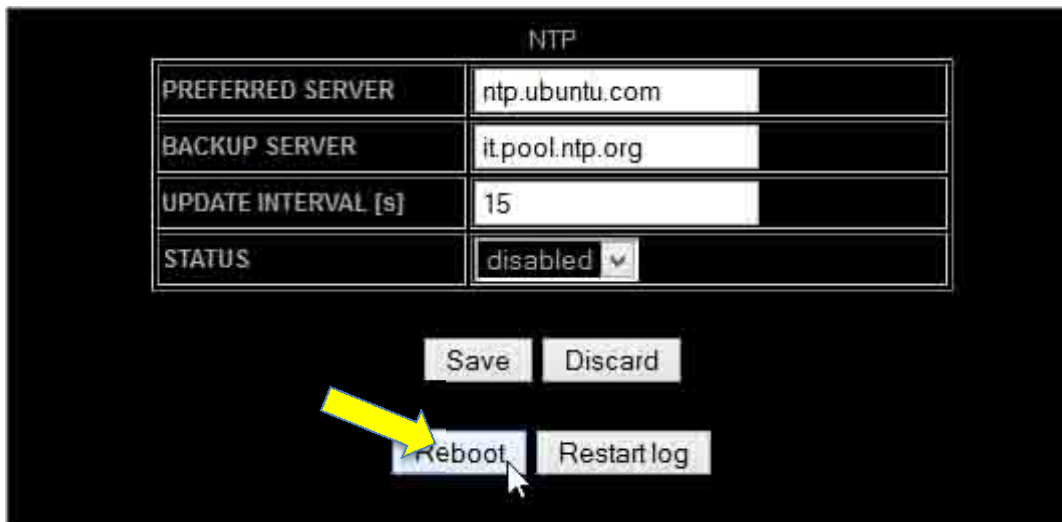 NTP
PREFERRED SERVER ntp.ubuntu.com
BACKUP SERVER it.pool.ntp.org
UPDATE INTERVAL [s] 15
STATUS disabled
Save Discard
Reboot Restart log